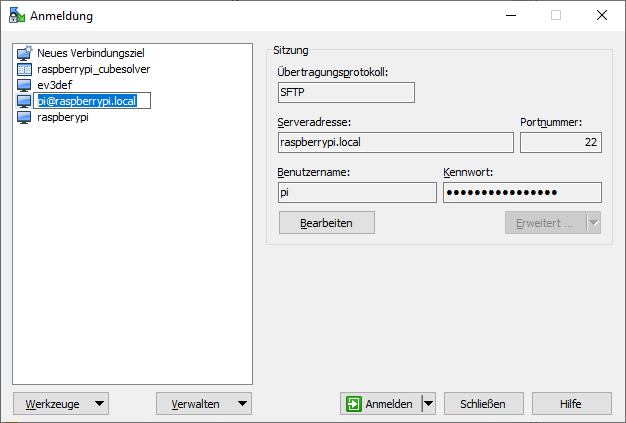 Anmeldung
Neues Verbindungsziel
raspberrypi_cubesolver
ev3def
pi@raspberrypi.local
raspberypi
Sitzung
Übertragungsprotokoll:
SFTP
Serveradresse:
Portnummer:
raspberrypi.local
22
Benutzername:
Kennwort:
pi
Bearbeiten
Erweitert ...
Werkzeuge
Verwalten
Anmelden
Schließen
Hilfe